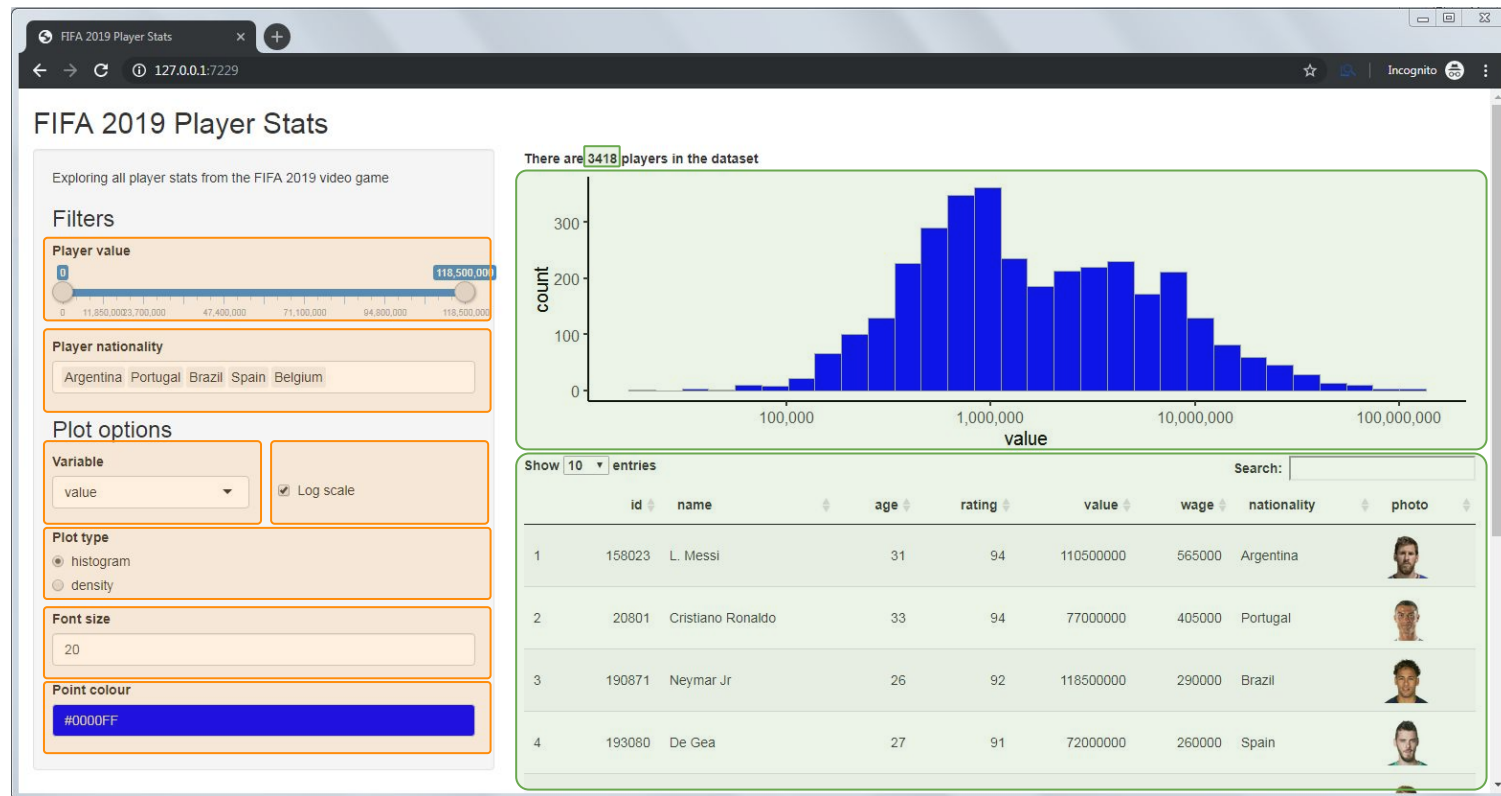 FIFA 2019 Player Stats
127.0.0.1:7229
Incognito
FIFA 2019 Player Stats
Exploring all player stats from the FIFA 2019 video game
Filters
Player value
0 118,500,000
0 11,850,000 23,700,000 47,400,000 71,100,000 94,800,000 118,500,000
Player nationality
Argentina Portugal Brazil Spain Belgium
Plot options
Variable
value
Log scale
Plot type
histogram
density
Font size
20
Point colour
#0000FF
There are 3418 players in the dataset
count
300
200
100
0
100,000 1,000,000 10,000,000 100,000,000
value
Show 10 entries Search:
id name age rating value wage nationality photo
1 158023 L. Messi 31 94 110500000 565000 Argentina
2 20801 Cristiano Ronaldo 33 94 77000000 405000 Portugal
3 190871 Neymar Jr 26 92 118500000 290000 Brazil
4 193080 De Gea 27 91 72000000 260000 Spain